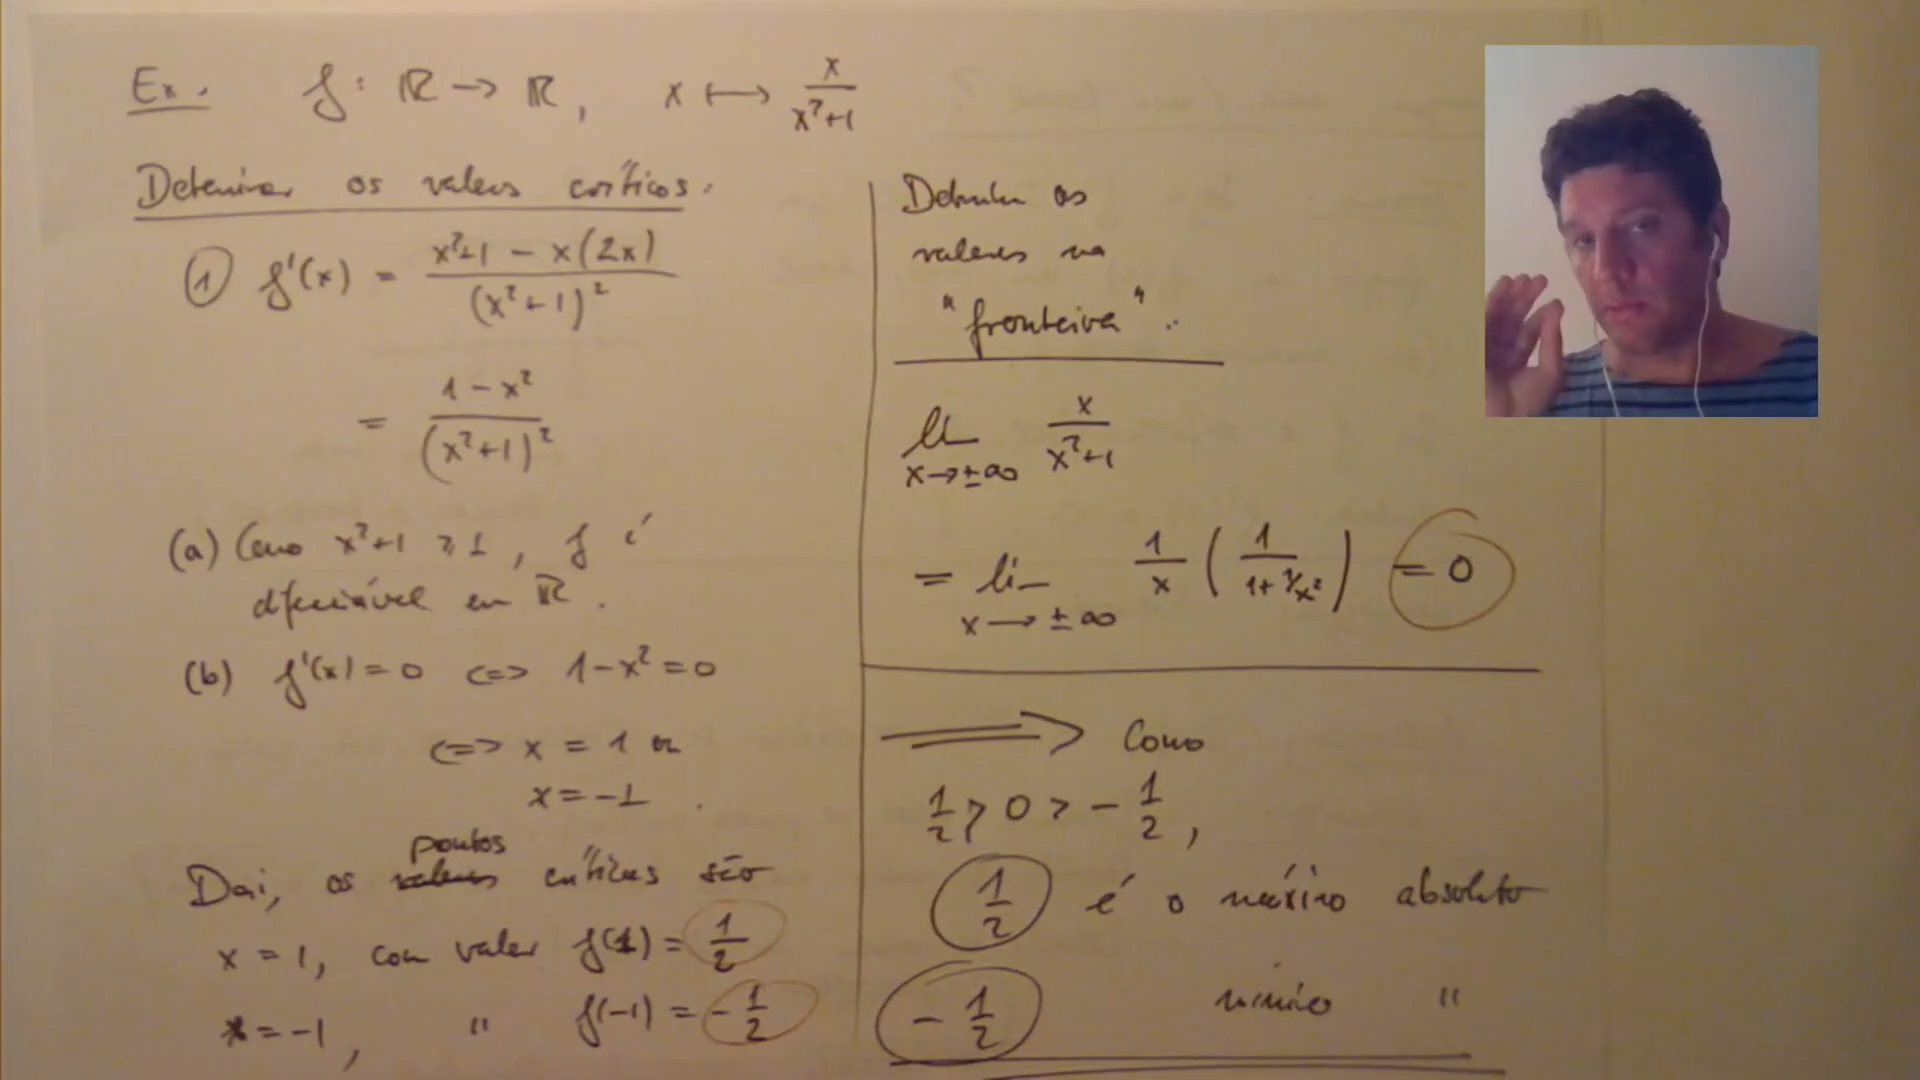 Ex. f: ℝ → ℝ, x ↦ x/(x²+1)
Determinar os valores críticos.
① f'(x) = (x²+1 - x(2x))/(x²+1)²
= (1-x²)/(x²+1)²
(a) Como x²+1 ≥ 1, f é
diferenciável em ℝ.
(b) f'(x) = 0 <=> 1-x² = 0
<=> x = 1 ou
x = -1.
pontos
Daí, os valores críticos são
x = 1, com valor f(1) = 1/2
x = -1, " f(-1) = -1/2
os
valores na
"fronteira".
lim x→±∞ x/(x²+1)
= lim x→±∞ 1/x (1/(1+1/x²)) = 0
⟹ Como
1/2 > 0 > -1/2,
1/2 é o máximo absoluto
-1/2 mínimo "